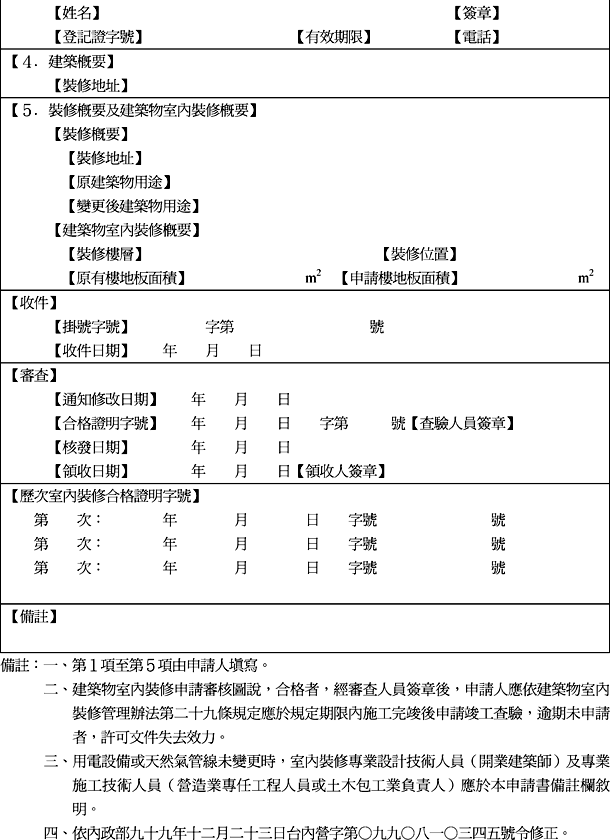 【姓名】 【簽章】
【登記證字號】 【有效期限】 【電話】
【4．建築概要】
【裝修地址】
【5．裝修概要及建築物室內裝修概要】
【裝修概要】
【裝修地址】
【原建築物用途】
【變更後建築物用途】
【建築物室內裝修概要】
【裝修樓層】 【裝修位置】
【原有樓地板面積】 m² 【申請樓地板面積】 m²
【收件】
【掛號字號】 字第 號
【收件日期】 年 月 日
【審查】
【通知修改日期】 年 月 日
【合格證明字號】 年 月 日 字第 號【查驗人員簽章】
【核發日期】 年 月 日
【領收日期】 年 月 日【領收人簽章】
【歷次室內裝修合格證明字號】
第 次： 年 月 日 字號 號
第 次： 年 月 日 字號 號
第 次： 年 月 日 字號 號
【備註】
備註：一、第1項至第5項由申請人填寫。
二、建築物室內裝修申請審核圖說，合格者，經審查人員簽章後，申請人應依建築物室內
裝修管理辦法第二十九條規定應於規定期限內施工完竣後申請竣工查驗，逾期未申請
者，許可文件失去效力。
三、用電設備或天然氣管線未變更時，室內裝修專業設計技術人員（開業建築師）及專業
施工技術人員（營造業專任工程人員或土木包工業負責人）應於本申請書備註欄敘
明。
四、依內政部九十九年十二月二十三日台內營字第〇九九〇八一〇三四五號令修正。